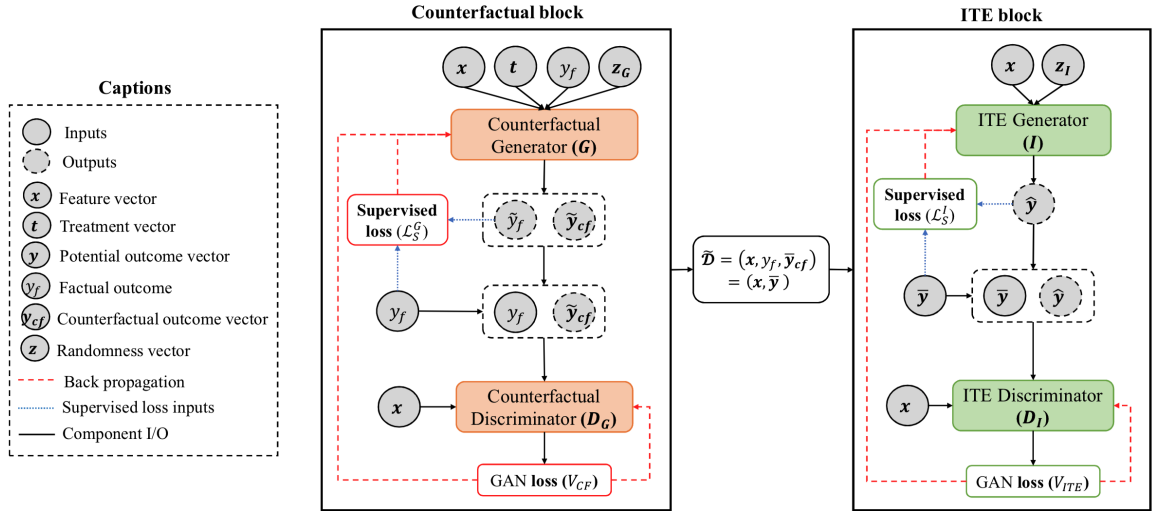 Counterfactual block
ITE block
Captions
Inputs
Outputs
x Feature vector
t Treatment vector
y Potential outcome vector
y_f Factual outcome
y_cf Counterfactual outcome vector
z Randomness vector
Back propagation
Supervised loss inputs
Component I/O
x t y_f z_G
Counterfactual
Generator (G)
Supervised
loss (ℒ_S^G)
ỹ_f ỹ_cf
y_f
y_f ỹ_cf
x
Counterfactual
Discriminator (D_G)
GAN loss (V_CF)
𝒟̃ = (x, y_f, ȳ_cf)
= (x, ȳ )
x z_I
ITE Generator
(I)
Supervised
loss (ℒ_S^I)
ŷ
ȳ
ȳ ŷ
x
ITE Discriminator
(D_I)
GAN loss (V_ITE)